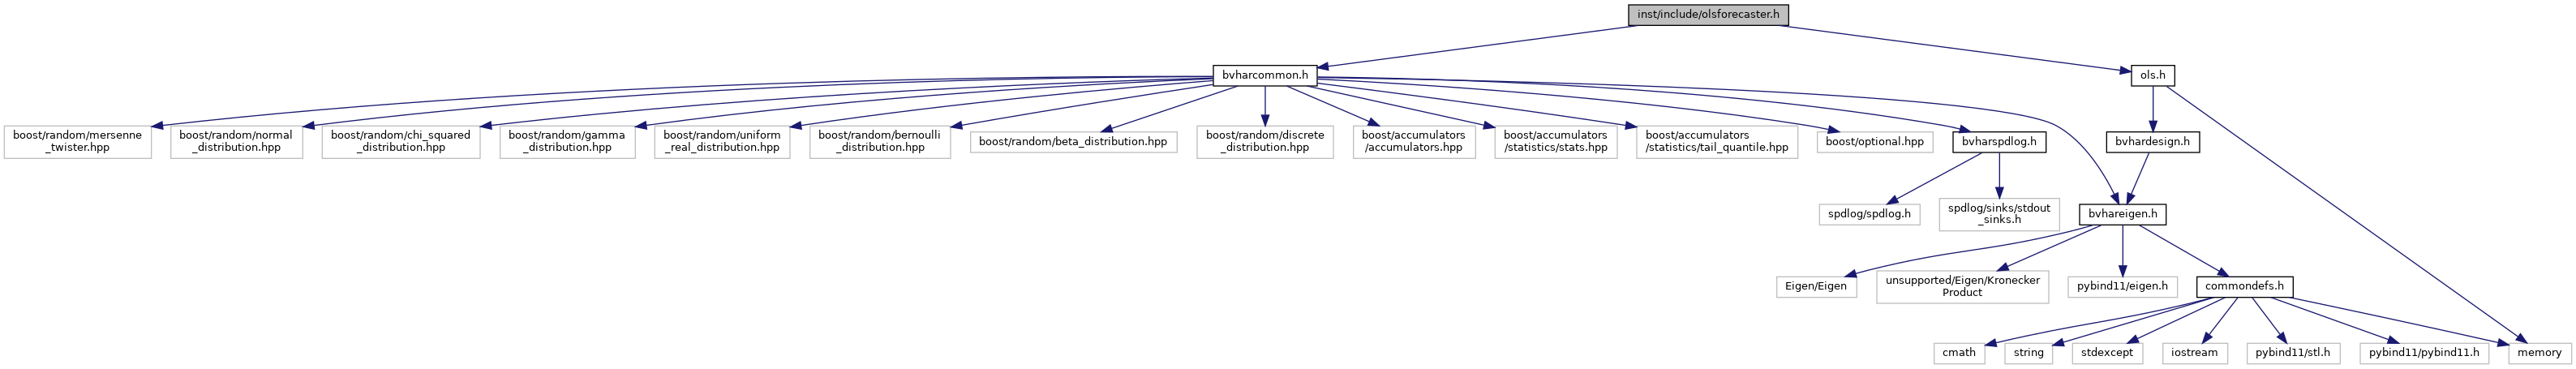 inst/include/olsforecaster.h
bvharcommon.h
ols.h
boost/random/mersenne
_twister.hpp
boost/random/normal
_distribution.hpp
boost/random/chi_squared
_distribution.hpp
boost/random/gamma
_distribution.hpp
boost/random/uniform
_real_distribution.hpp
boost/random/bernoulli
_distribution.hpp
boost/random/beta_distribution.hpp
boost/random/discrete
_distribution.hpp
boost/accumulators
/accumulators.hpp
boost/accumulators
/statistics/stats.hpp
boost/accumulators
/statistics/tail_quantile.hpp
boost/optional.hpp
bvharspdlog.h
bvhardesign.h
spdlog/spdlog.h
spdlog/sinks/stdout
_sinks.h
bvhareigen.h
Eigen/Eigen
unsupported/Eigen/Kronecker
Product
pybind11/eigen.h
commondefs.h
cmath
string
stdexcept
iostream
pybind11/stl.h
pybind11/pybind11.h
memory